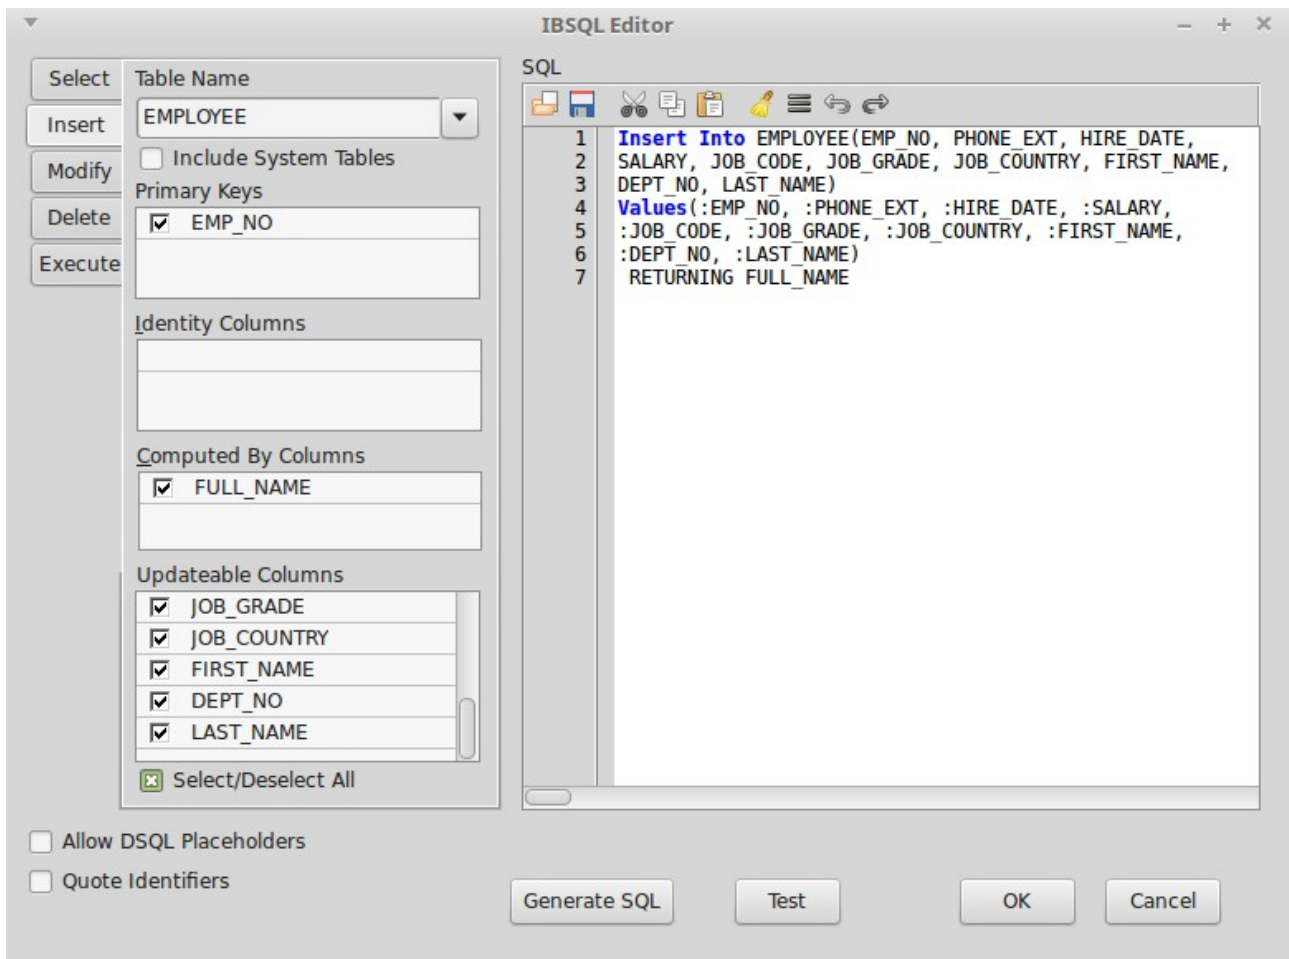 IBSQL Editor
Select
Insert
Modify
Delete
Execute
Table Name
EMPLOYEE
Include System Tables
Primary Keys
EMP_NO
Identity Columns
Computed By Columns
FULL_NAME
Updateable Columns
JOB_GRADE
JOB_COUNTRY
FIRST_NAME
DEPT_NO
LAST_NAME
Select/Deselect All
SQL
1 Insert Into EMPLOYEE(EMP_NO, PHONE_EXT, HIRE_DATE,
2 SALARY, JOB_CODE, JOB_GRADE, JOB_COUNTRY, FIRST_NAME,
3 DEPT_NO, LAST_NAME)
4 Values(:EMP_NO, :PHONE_EXT, :HIRE_DATE, :SALARY,
5 :JOB_CODE, :JOB_GRADE, :JOB_COUNTRY, :FIRST_NAME,
6 :DEPT_NO, :LAST_NAME)
7 RETURNING FULL_NAME
Allow DSQL Placeholders
Quote Identifiers
Generate SQL
Test
OK
Cancel